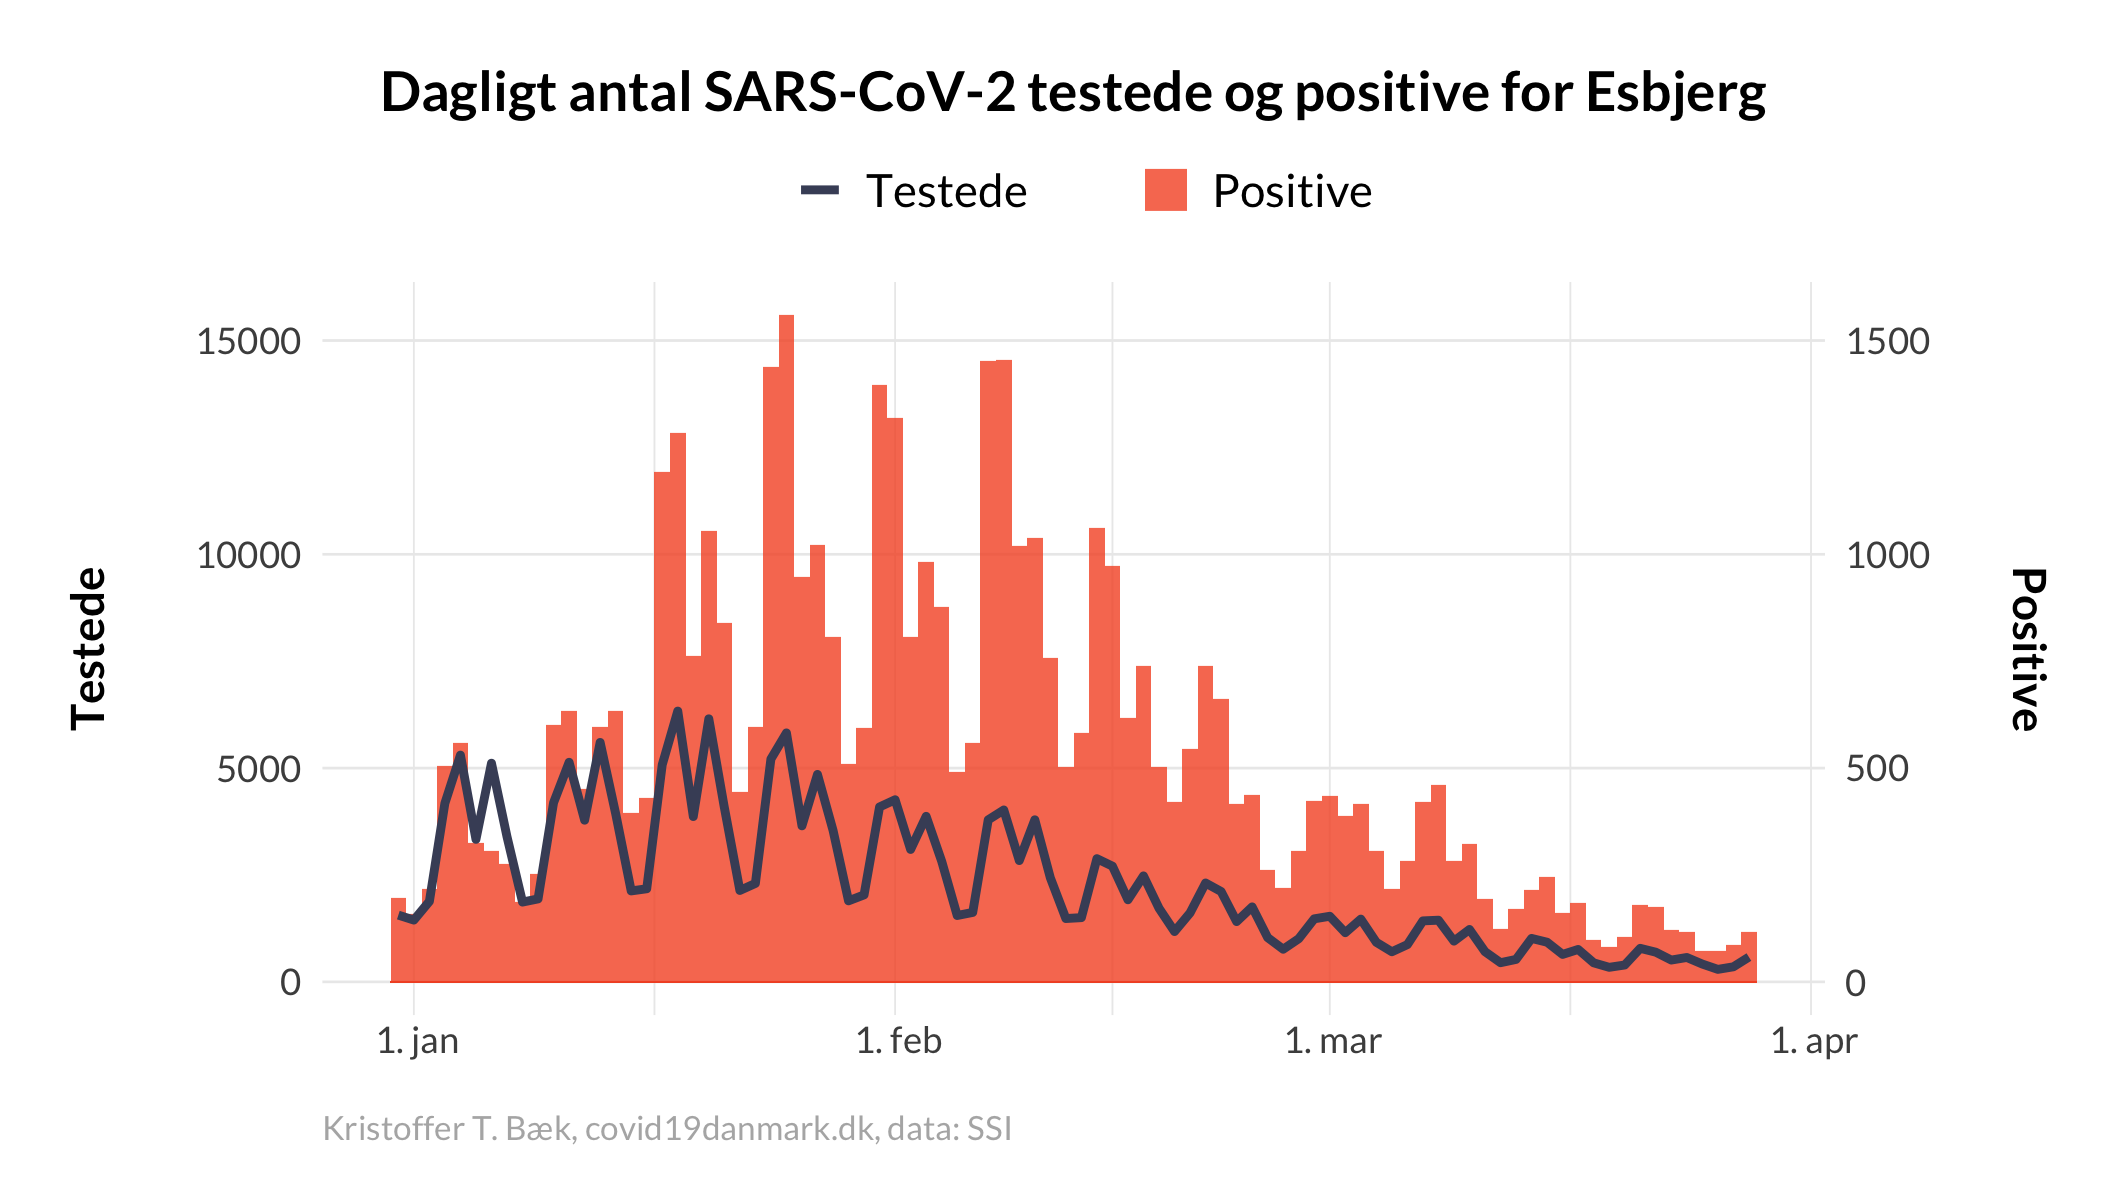 Dagligt antal SARS-CoV-2 testede og positive for Esbjerg
Testede Positive
15000 1500
10000 1000
5000 500
0 0
Testede
Positive
1. jan 1. feb 1. mar 1. apr
Kristoffer T. Bæk, covid19danmark.dk, data: SSI